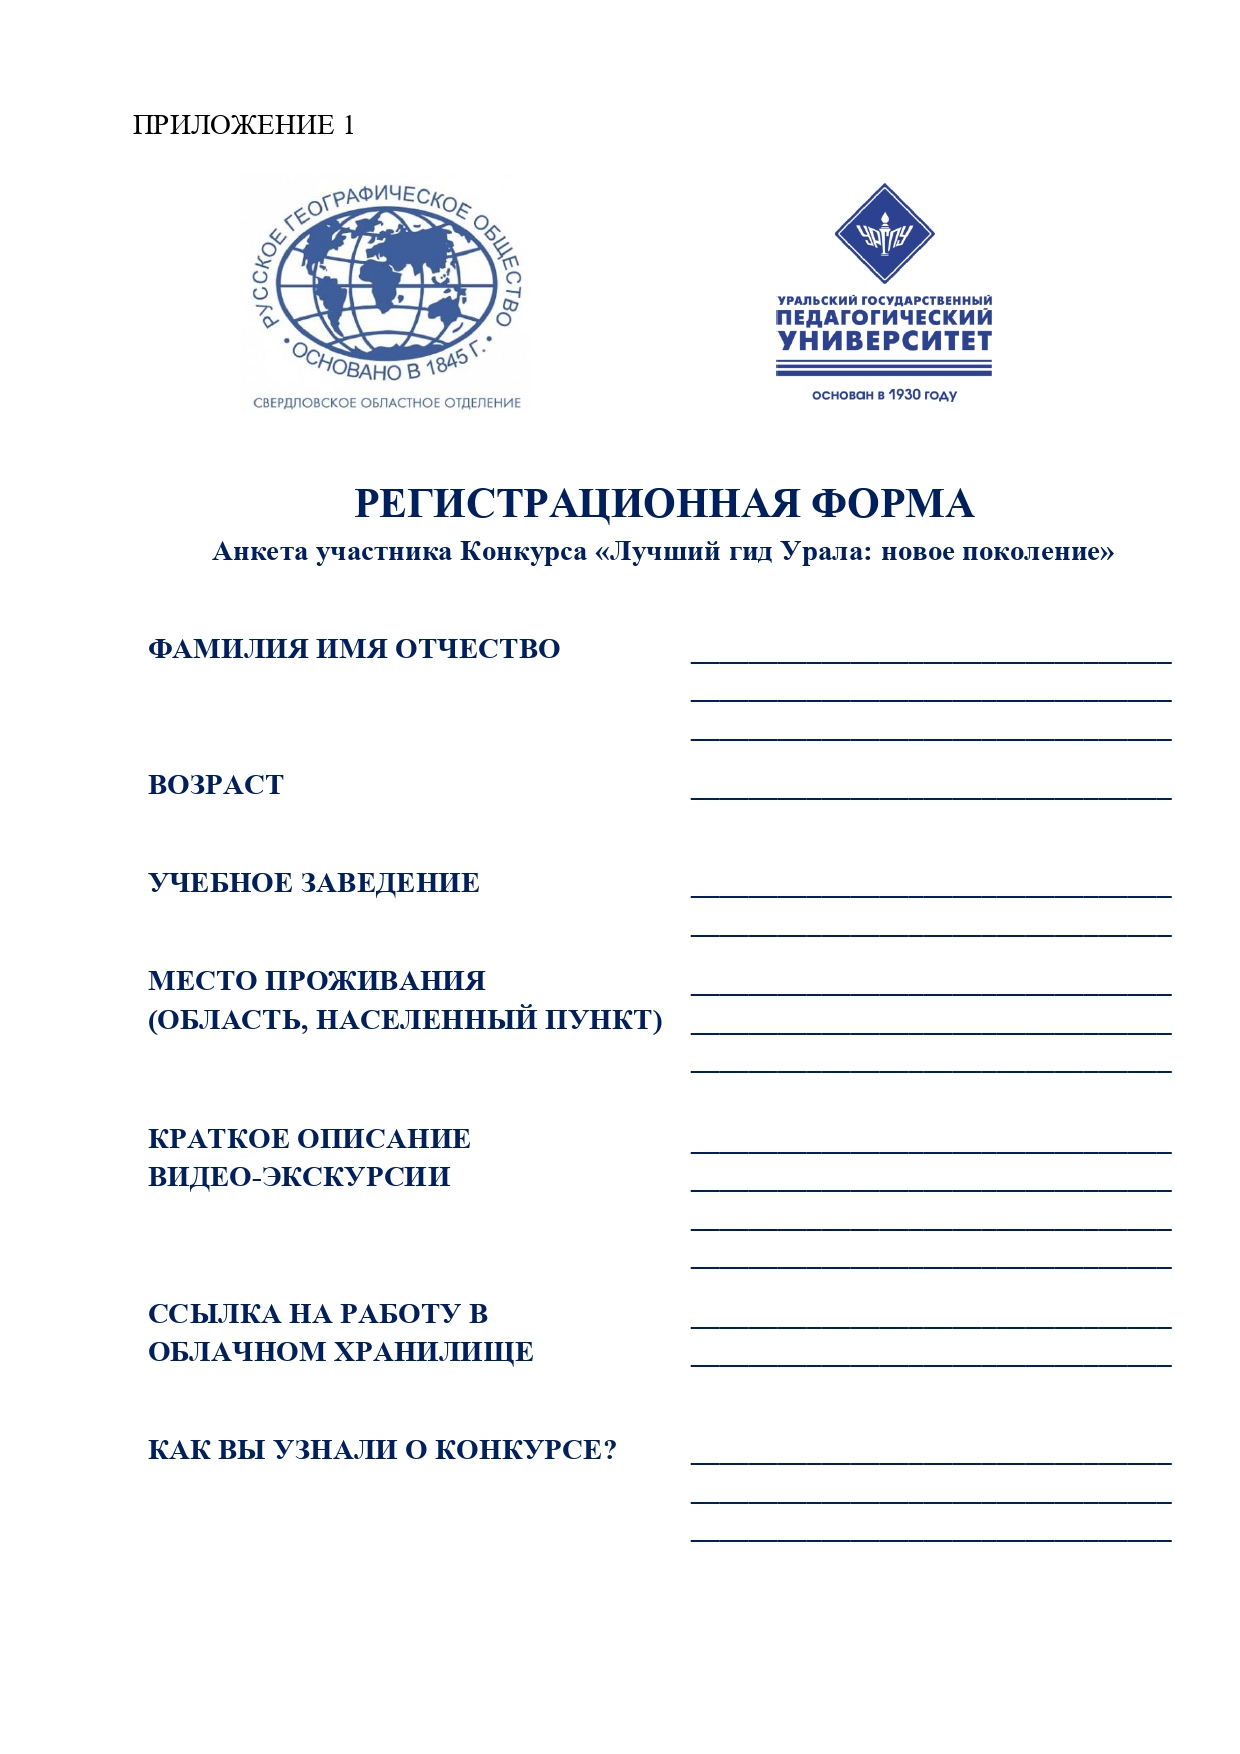 ПРИЛОЖЕНИЕ 1
РУССКОЕ ГЕОГРАФИЧЕСКОЕ ОБЩЕСТВО
• ОСНОВАНО В 1845 Г. •
СВЕРДЛОВСКОЕ ОБЛАСТНОЕ ОТДЕЛЕНИЕ
УРГПУ
УРАЛЬСКИЙ ГОСУДАРСТВЕННЫЙ
ПЕДАГОГИЧЕСКИЙ
УНИВЕРСИТЕТ
основан в 1930 году
РЕГИСТРАЦИОННАЯ ФОРМА
Анкета участника Конкурса «Лучший гид Урала: новое поколение»
ФАМИЛИЯ ИМЯ ОТЧЕСТВО
ВОЗРАСТ
УЧЕБНОЕ ЗАВЕДЕНИЕ
МЕСТО ПРОЖИВАНИЯ
(ОБЛАСТЬ, НАСЕЛЕННЫЙ ПУНКТ)
КРАТКОЕ ОПИСАНИЕ
ВИДЕО-ЭКСКУРСИИ
ССЫЛКА НА РАБОТУ В
ОБЛАЧНОМ ХРАНИЛИЩЕ
КАК ВЫ УЗНАЛИ О КОНКУРСЕ?